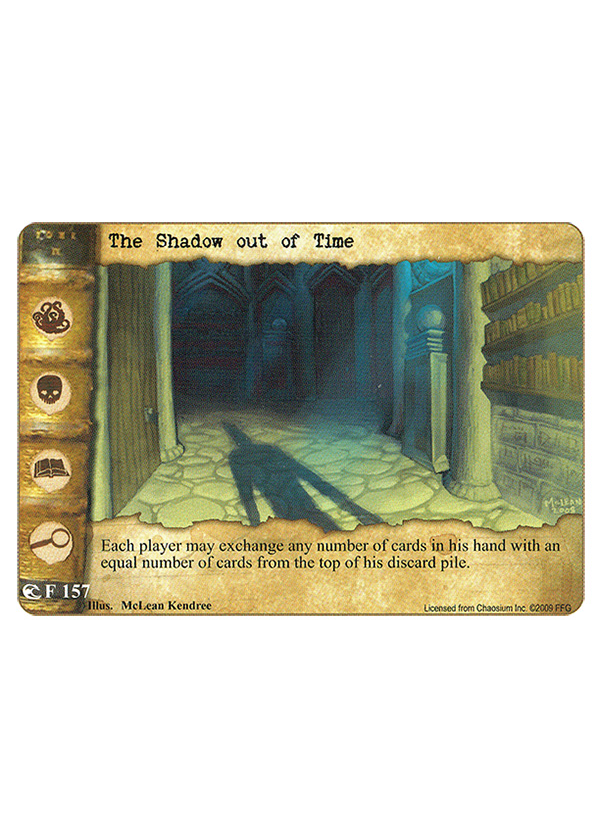 The Shadow out of Time
McLEAN
2008
Each player may exchange any number of cards in his hand with an
equal number of cards from the top of his discard pile.
F 157
Illus. McLean Kendree
Licensed from Chaosium Inc. ©2009 FFG